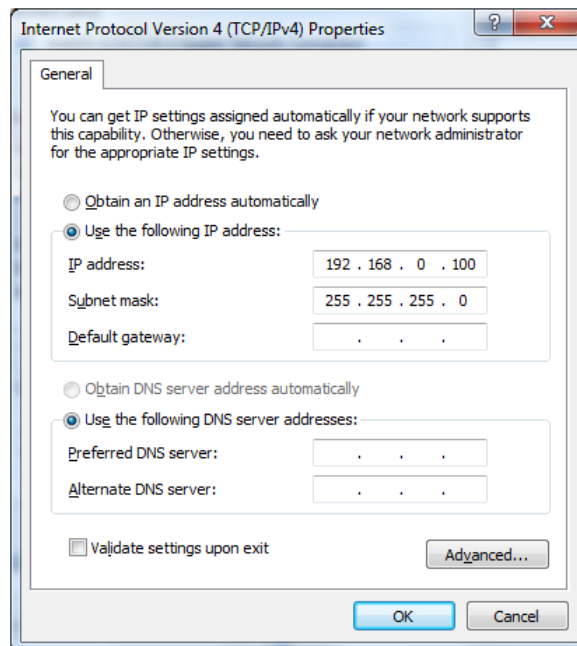 Internet Protocol Version 4 (TCP/IPv4) Properties
General
You can get IP settings assigned automatically if your network supports
this capability. Otherwise, you need to ask your network administrator
for the appropriate IP settings.
Obtain an IP address automatically
Use the following IP address:
IP address: 192 . 168 . 0 . 100
Subnet mask: 255 . 255 . 255 . 0
Default gateway: . . .
Obtain DNS server address automatically
Use the following DNS server addresses:
Preferred DNS server: . . .
Alternate DNS server: . . .
Validate settings upon exit
Advanced...
OK Cancel